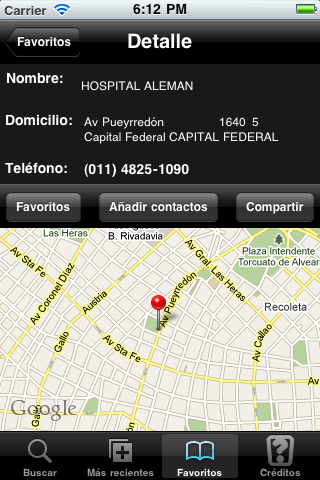 Carrier 6:12 PM
Favoritos Detalle
Nombre: HOSPITAL ALEMAN
Domicilio: Av Pueyrredón 1640 5
Capital Federal CAPITAL FEDERAL
Teléfono: (011) 4825-1090
Favoritos Añadir contactos Compartir
Las Heras
B. Rivadavia
Av Gral Las Heras
Plaza Intendente
Torcuato de Alvear
Av Sta Fe
Av Coronel Díaz
Austria
Av Pueyrredón
Recoleta
Gallo
Av Sta Fe
Av Callao
Gallo
Av Pueyrredón
Google
Buscar Más recientes Favoritos Créditos